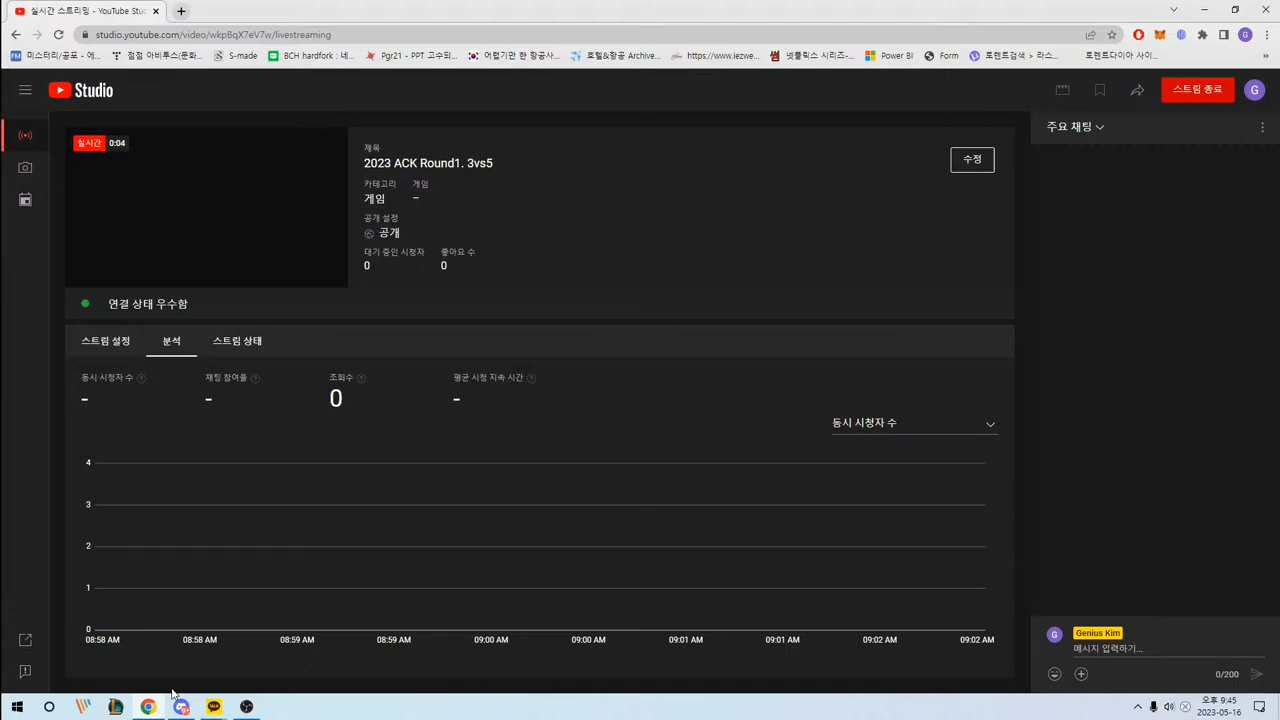 실시간 스트리밍 - YouTube Stu
studio.youtube.com/video/wkpBqX7eV7w/livestreaming
미스터리/공포 - 에...
점점 아비투스(문화...
S-made
BCH hardfork : 네...
Pgr21 - PPT 고수되...
어렵기만 한 항공사...
호텔&항공 Archive...
https://www.lezwe...
넷플릭스 시리즈-...
Power BI
Form
토렌트검색 > 라스...
토렌트다이아 사이...
»
Studio
스트림 종료
G
실시간 0:04
제목
2023 ACK Round1. 3vs5
수정
카테고리 게임
게임 –
공개 설정
공개
대기 중인 시청자 좋아요 수
0 0
연결 상태 우수함
스트림 설정 분석 스트림 상태
동시 시청자 수 채팅 참여율 조회수 평균 시청 지속 시간
- - 0 -
동시 시청자 수
4
3
2
1
0
08:58 AM 08:58 AM 08:59 AM 08:59 AM 09:00 AM 09:00 AM 09:01 AM 09:01 AM 09:02 AM 09:02 AM
주요 채팅
G Genius Kim
메시지 입력하기...
0/200
TALK
오후 9:45
2023-05-16